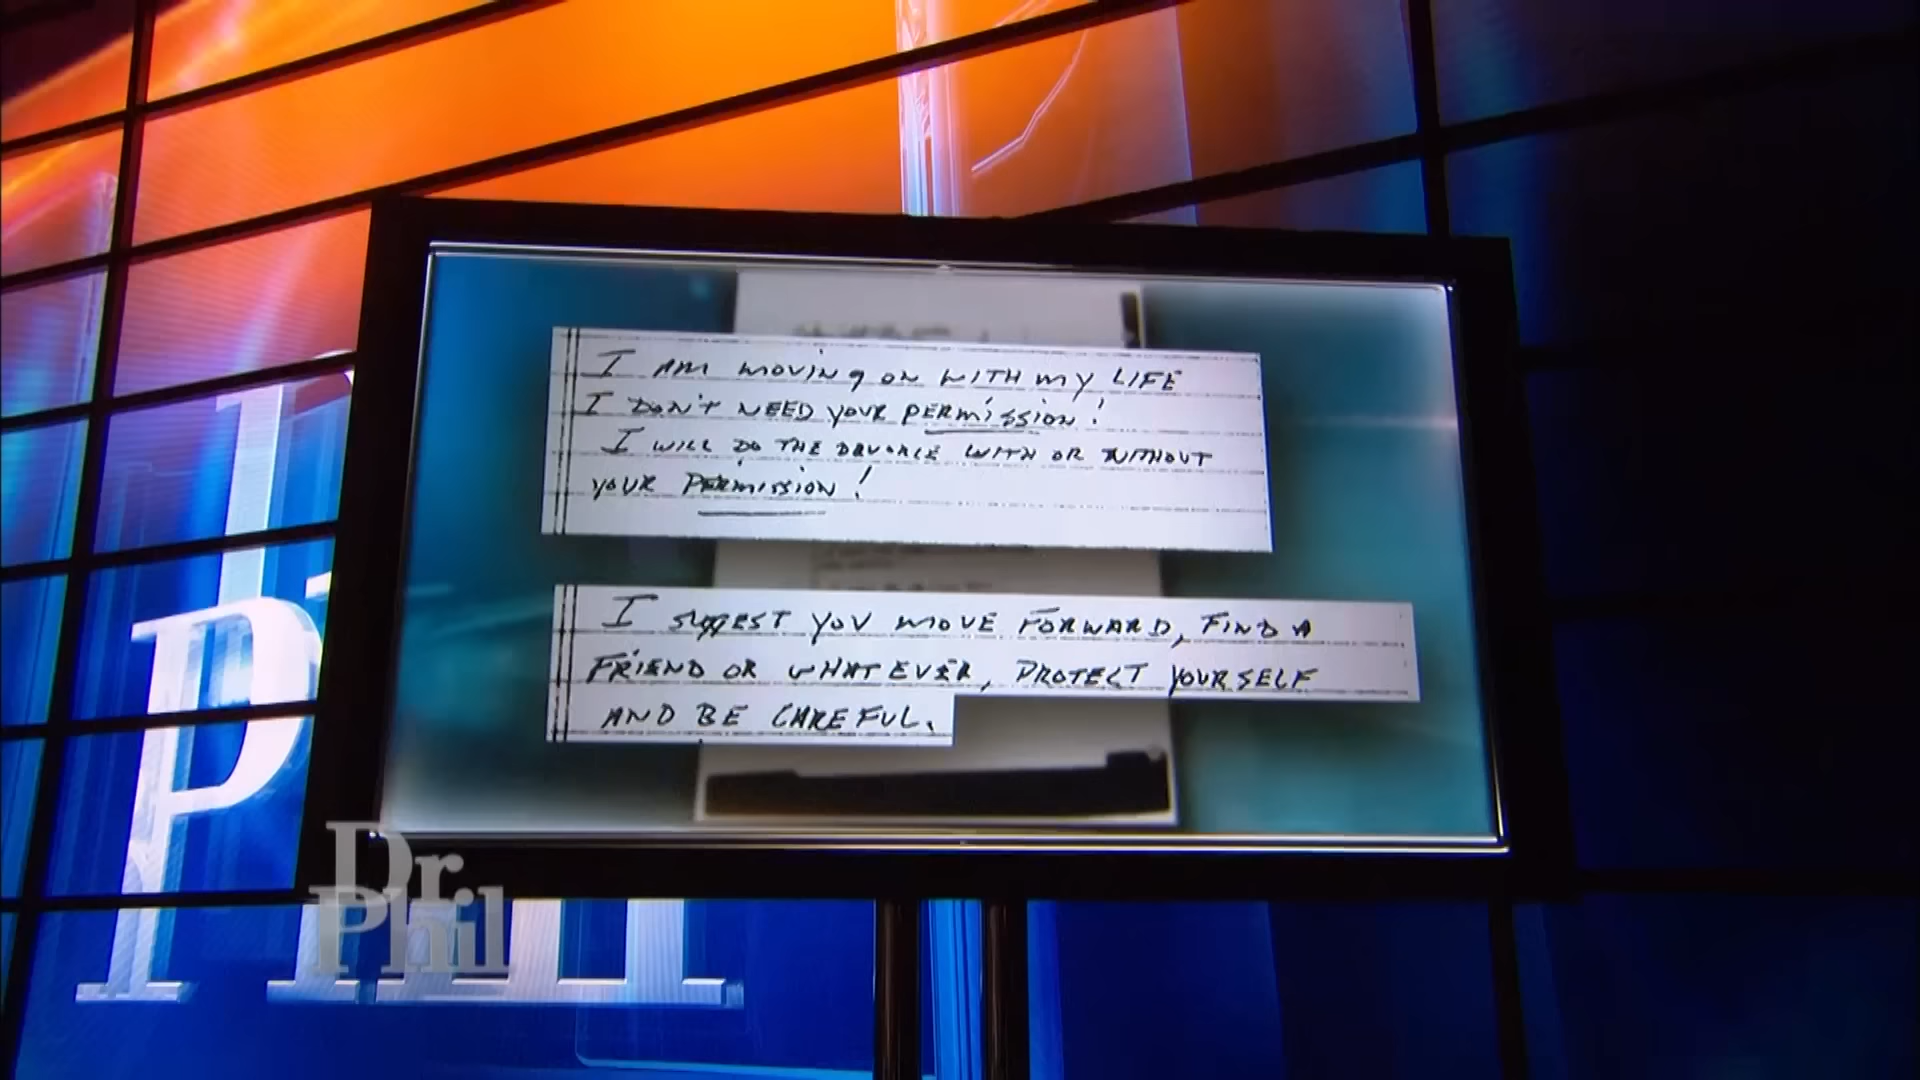 I AM MOVING ON WITH MY LIFE
I DON'T NEED YOUR PERMISSION!
I WILL DO THE DRVORCE WITH OR WITHOUT
YOUR PERMISSION!
I SUGGEST YOU MOVE FORWARD, FIND A
FRIEND OR WHATEVER, PROTECT YOURSELF
AND BE CAREFUL.
Dr.
Phil